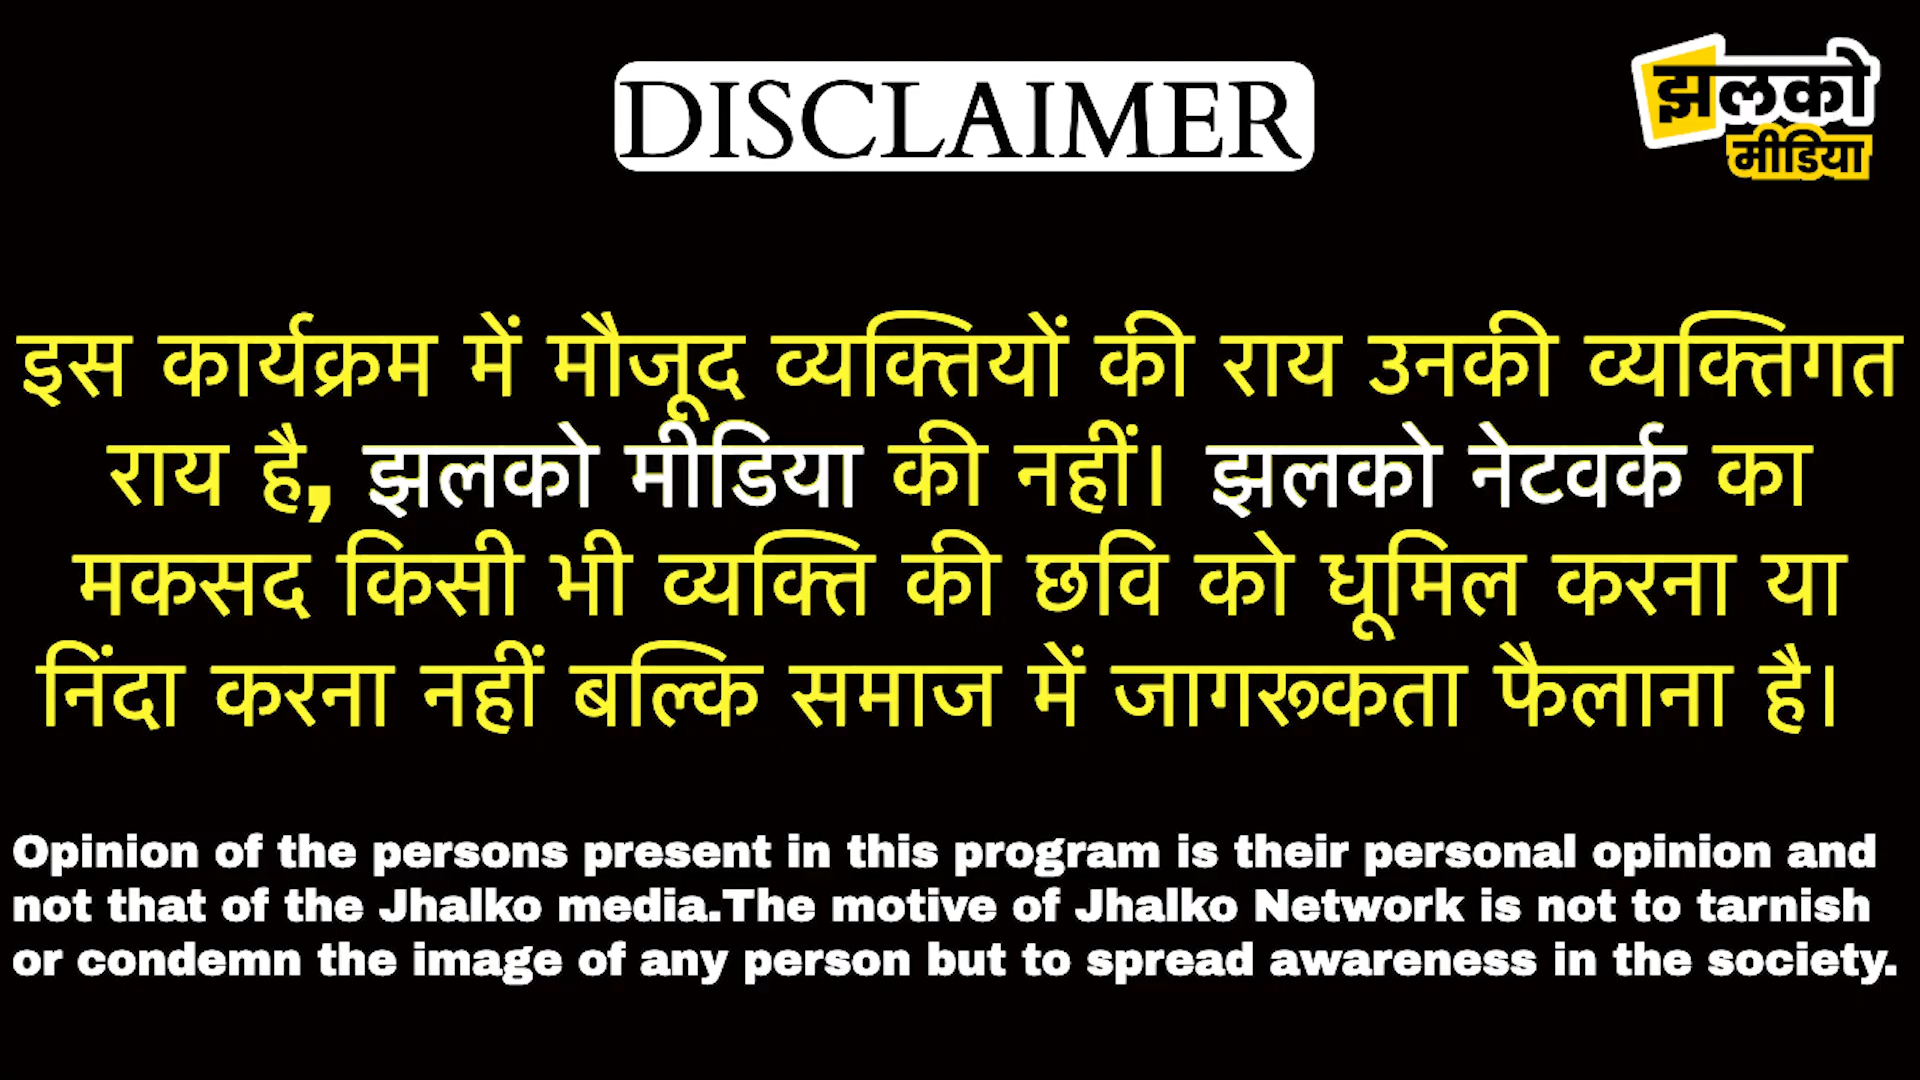 DISCLAIMER
झलको
मीडिया
इस कार्यक्रम में मौजूद व्यक्तियों की राय उनकी व्यक्तिगत
राय है, झलको मीडिया की नहीं। झलको नेटवर्क का
मकसद किसी भी व्यक्ति की छवि को धूमिल करना या
निंदा करना नहीं बल्कि समाज में जागरूकता फैलाना है।
Opinion of the persons present in this program is their personal opinion and
not that of the Jhalko media.The motive of Jhalko Network is not to tarnish
or condemn the image of any person but to spread awareness in the society.